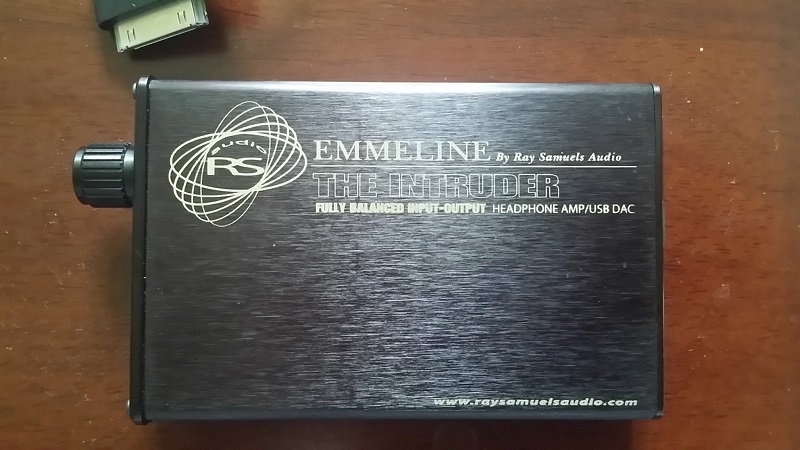 audio
RS
EMMELINE By Ray Samuels Audio
THE INTRUDER
FULLY BALANCED INPUT-OUTPUT HEADPHONE AMP/USB DAC
www.raysamuelsaudio.com